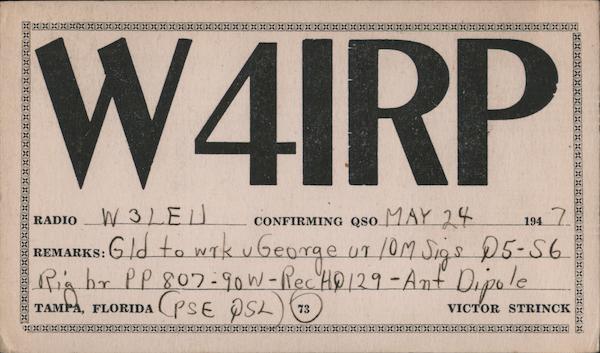 W4IRP
RADIO W3LEU CONFIRMING QSO MAY 24 1947
REMARKS: Gld to wrk u George ur 10M Sigs Q5-S6
Rig hr PP 807-90W-Rec HQ129-Ant Dipole
TAMPA, FLORIDA (PSE QSL) 73 VICTOR STRINCK